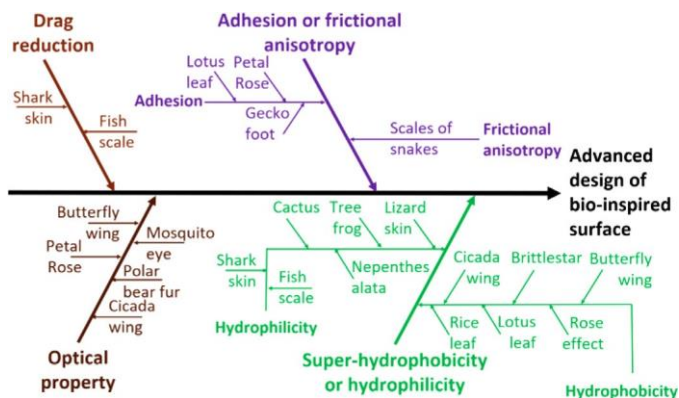 Drag
reduction
Adhesion or frictional
anisotropy
Lotus
leaf
Petal
Rose
Adhesion
Gecko
foot
Shark
skin
Fish
scale
Scales of
snakes
Frictional
anisotropy
Advanced
design of
bio-inspired
surface
Butterfly
wing
Mosquito
eye
Petal
Rose
Polar
bear fur
Cicada
wing
Optical
property
Cactus
Tree
frog
Lizard
skin
Shark
skin
Fish
scale
Nepenthes
alata
Hydrophilicity
Cicada
wing
Brittlestar
Butterfly
wing
Rice
leaf
Lotus
leaf
Rose
effect
Super-hydrophobicity
or hydrophilicity
Hydrophobicity